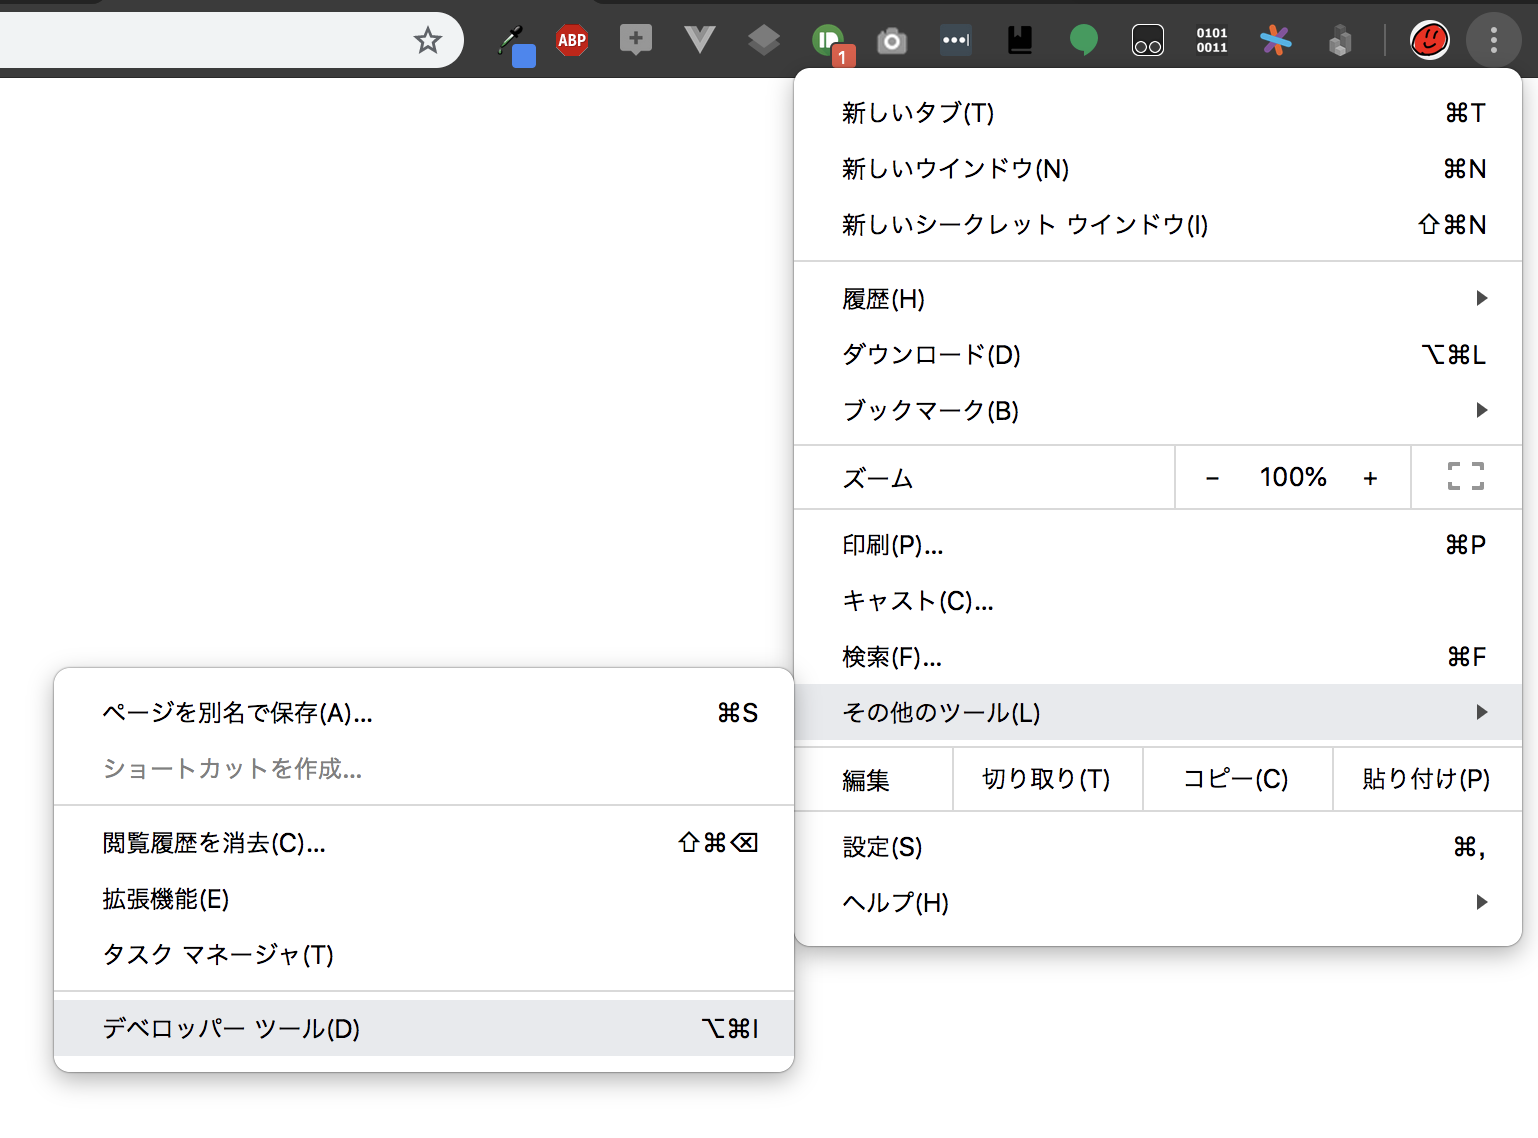 ABP
1
0101
0011
新しいタブ(T) ⌘T
新しいウインドウ(N) ⌘N
新しいシークレット ウインドウ(I) ⇧⌘N
履歴(H)
ダウンロード(D) ⌥⌘L
ブックマーク(B)
ズーム − 100% +
印刷(P)... ⌘P
キャスト(C)...
検索(F)... ⌘F
その他のツール(L)
編集 切り取り(T) コピー(C) 貼り付け(P)
設定(S) ⌘,
ヘルプ(H)
ページを別名で保存(A)... ⌘S
ショートカットを作成...
閲覧履歴を消去(C)... ⇧⌘⌫
拡張機能(E)
タスク マネージャ(T)
デベロッパー ツール(D) ⌥⌘I